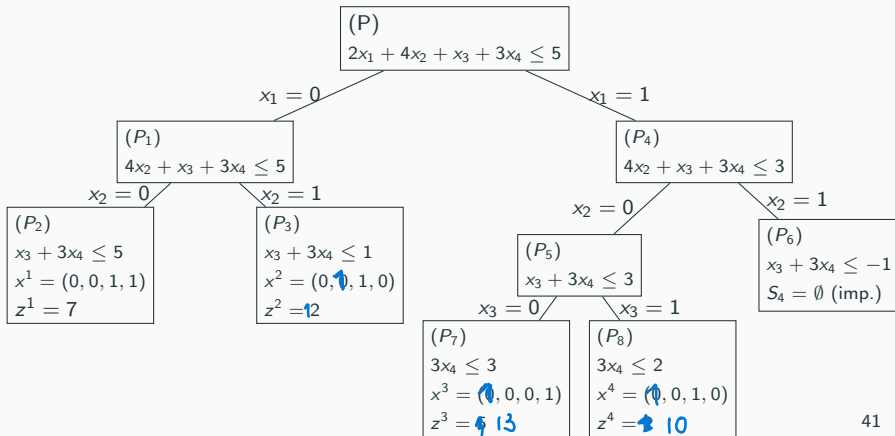 (P)
2x₁ + 4x₂ + x₃ + 3x₄ ≤ 5
x₁ = 0
x₁ = 1
(P₁)
4x₂ + x₃ + 3x₄ ≤ 5
(P₄)
4x₂ + x₃ + 3x₄ ≤ 3
x₂ = 0
x₂ = 1
x₂ = 0
x₂ = 1
(P₂)
x₃ + 3x₄ ≤ 5
x¹ = (0, 0, 1, 1)
z¹ = 7
(P₃)
x₃ + 3x₄ ≤ 1
x² = (0, 1, 1, 0)
z² = 12
(P₅)
x₃ + 3x₄ ≤ 3
(P₆)
x₃ + 3x₄ ≤ −1
S₄ = ∅ (imp.)
x₃ = 0
x₃ = 1
(P₇)
3x₄ ≤ 3
x³ = (1, 0, 0, 1)
z³ = 13
(P₈)
3x₄ ≤ 2
x⁴ = (1, 0, 1, 0)
z⁴ = 10
41